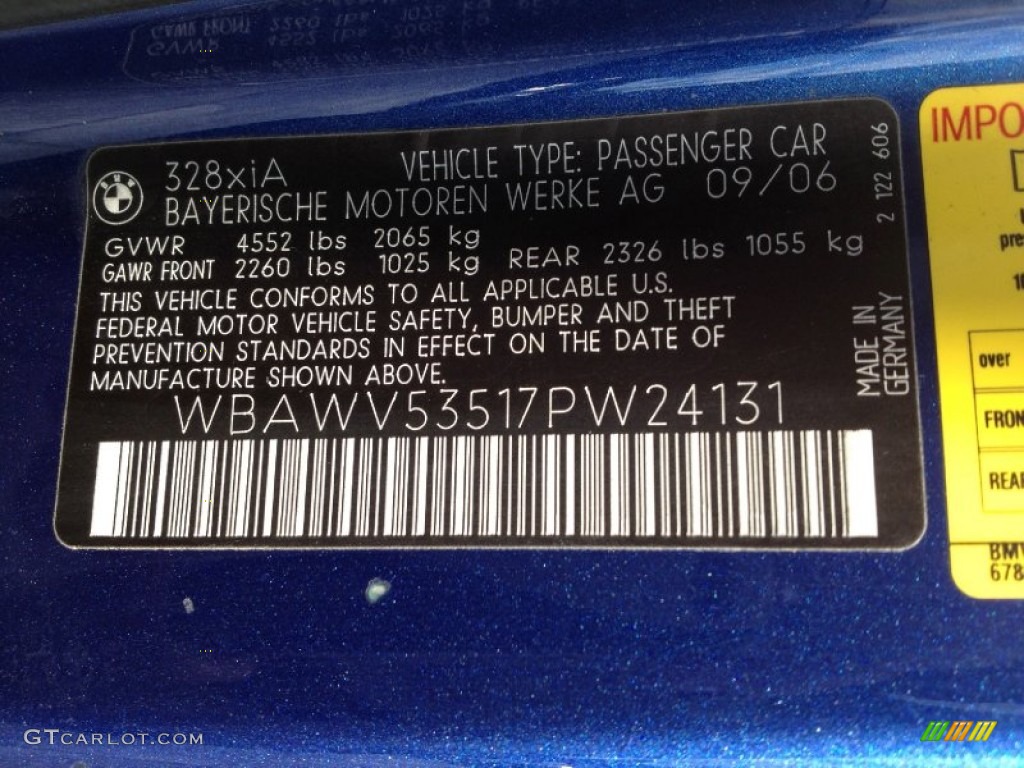 328xiA VEHICLE TYPE: PASSENGER CAR
BAYERISCHE MOTOREN WERKE AG 09/06
GVWR 4552 lbs 2065 kg
GAWR FRONT 2260 lbs 1025 kg REAR 2326 lbs 1055 kg
THIS VEHICLE CONFORMS TO ALL APPLICABLE U.S.
FEDERAL MOTOR VEHICLE SAFETY, BUMPER AND THEFT
PREVENTION STANDARDS IN EFFECT ON THE DATE OF
MANUFACTURE SHOWN ABOVE.
WBAWV53517PW24131
2 122 606
MADE IN
GERMANY
IMPO
pre
over
FRON
REAR
BMW
678
GTCARLOT.COM